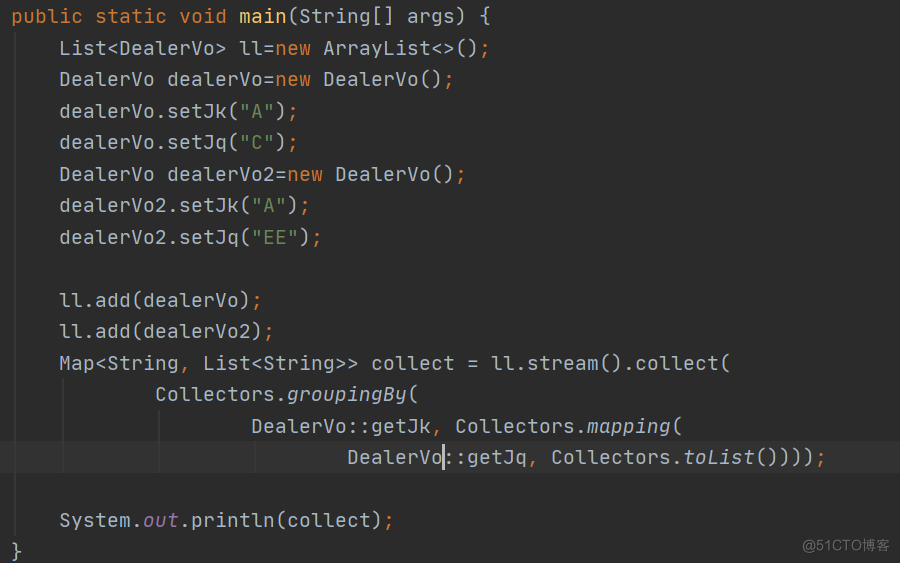 public static void main(String[] args) {
    List<DealerVo> ll=new ArrayList<>();
    DealerVo dealerVo=new DealerVo();
    dealerVo.setJk("A");
    dealerVo.setJq("C");
    DealerVo dealerVo2=new DealerVo();
    dealerVo2.setJk("A");
    dealerVo2.setJq("EE");

    ll.add(dealerVo);
    ll.add(dealerVo2);
    Map<String, List<String>> collect = ll.stream().collect(
            Collectors.groupingBy(
                    DealerVo::getJk, Collectors.mapping(
                            DealerVo::getJq, Collectors.toList())));

    System.out.println(collect);
}
@51CTO博客